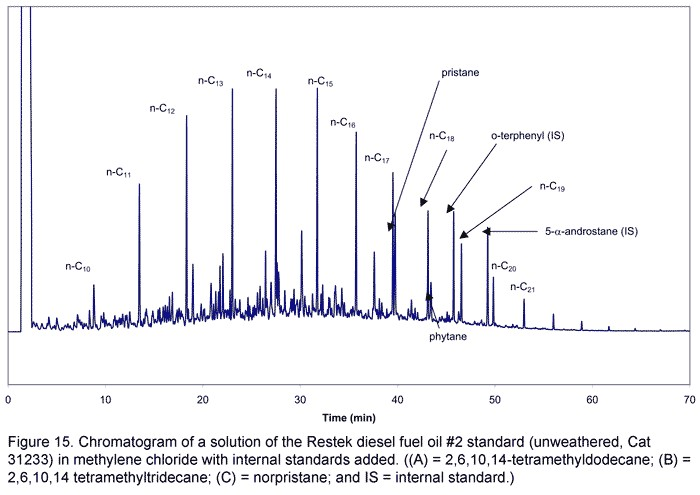 pristane
n-C14
n-C13
n-C15
n-C12
n-C16
n-C18
o-terphenyl (IS)
n-C17
n-C11
n-C19
5-α-androstane (IS)
n-C10
n-C20
n-C21
phytane
0 10 20 30 40 50 60 70
Time (min)
Figure 15. Chromatogram of a solution of the Restek diesel fuel oil #2 standard (unweathered, Cat
31233) in methylene chloride with internal standards added. ((A) = 2,6,10,14-tetramethyldodecane; (B) =
2,6,10,14 tetramethyltridecane; (C) = norpristane; and IS = internal standard.)